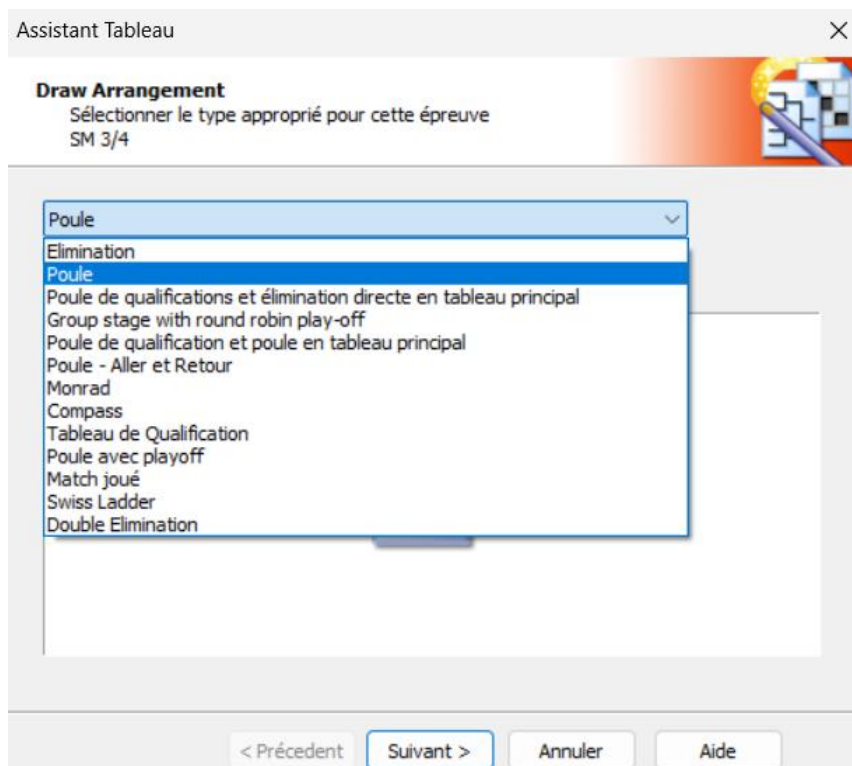 Assistant Tableau
Draw Arrangement
Sélectionner le type approprié pour cette épreuve
SM 3/4
Poule
Elimination
Poule
Poule de qualifications et élimination directe en tableau principal
Group stage with round robin play-off
Poule de qualification et poule en tableau principal
Poule - Aller et Retour
Monrad
Compass
Tableau de Qualification
Poule avec playoff
Match joué
Swiss Ladder
Double Elimination
< Précedent Suivant > Annuler Aide